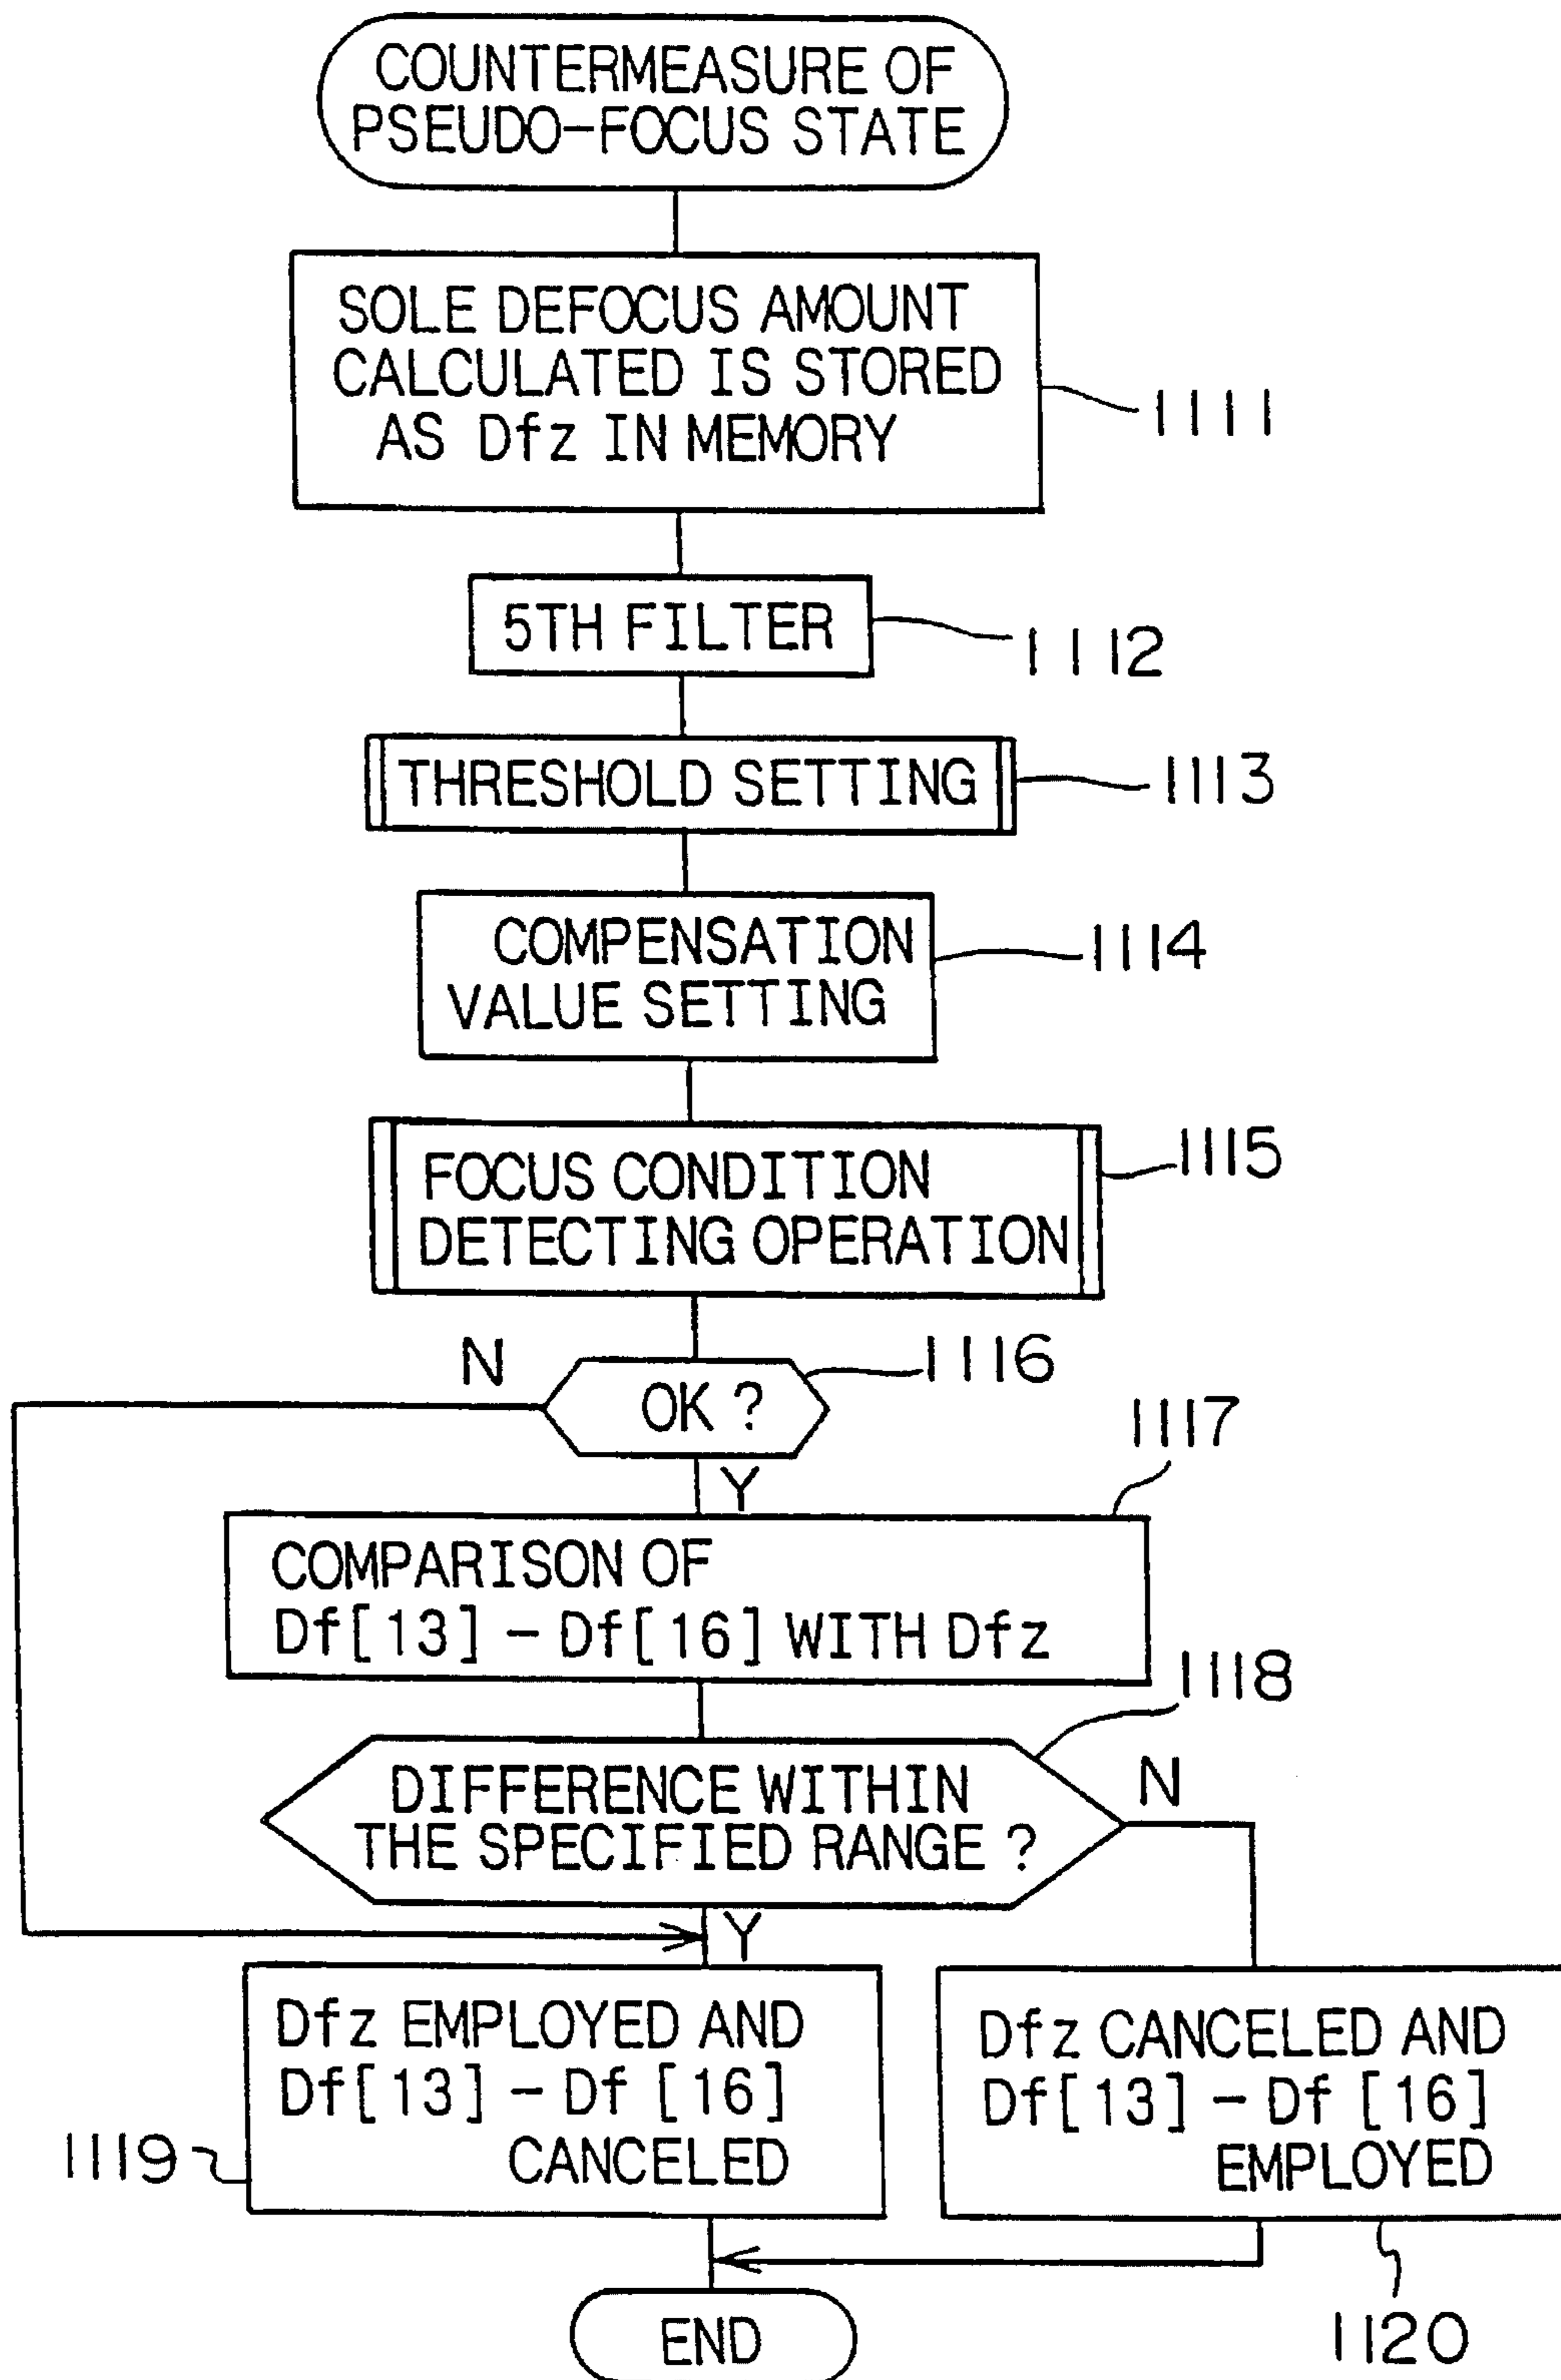 COUNTERMEASURE OF
PSEUDO-FOCUS STATE
SOLE DEFOCUS AMOUNT
CALCULATED IS STORED
AS Dfz IN MEMORY
1111
5TH FILTER
1112
THRESHOLD SETTING
1113
COMPENSATION
VALUE SETTING
1114
FOCUS CONDITION
DETECTING OPERATION
1115
N
OK ?
1116
Y
1117
COMPARISON OF
Df[13] - Df[16] WITH Dfz
1118
DIFFERENCE WITHIN
THE SPECIFIED RANGE ?
N
Y
Dfz EMPLOYED AND
Df[13] - Df [16]
CANCELED
1119
Dfz CANCELED AND
Df[13] - Df [16]
EMPLOYED
1120
END